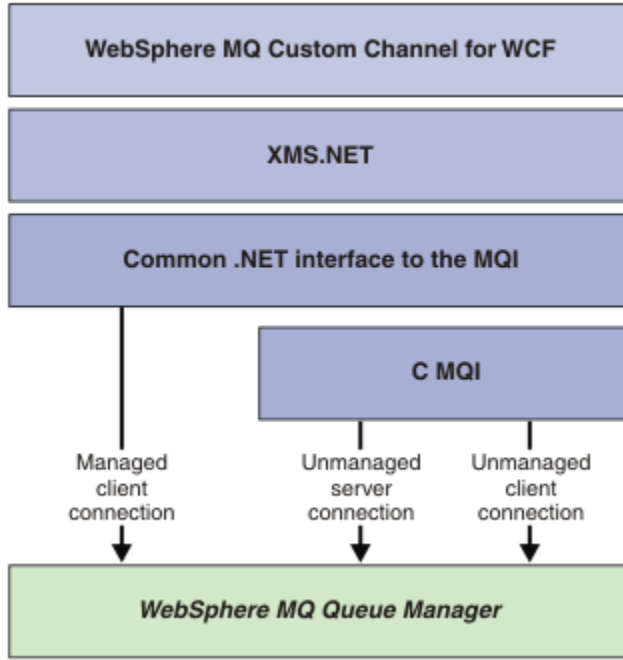 WebSphere MQ Custom Channel for WCF
XMS.NET
Common .NET interface to the MQI
C MQI
Managed
client
connection
Unmanaged
server
connection
Unmanaged
client
connection
WebSphere MQ Queue Manager